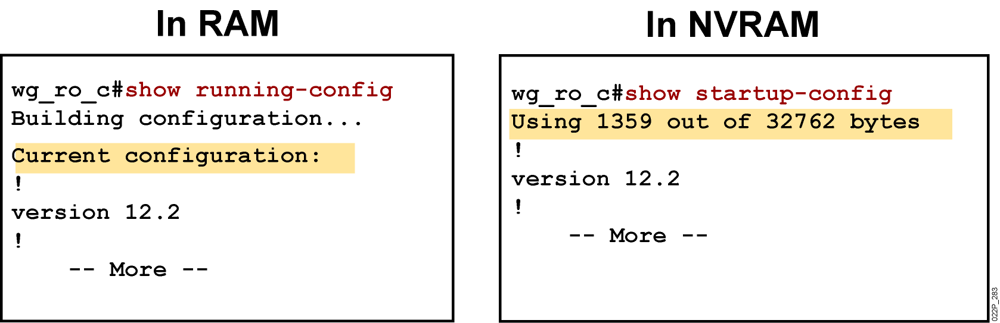 In RAM
wg_ro_c#show running-config
Building configuration...
Current configuration:
!
version 12.2
!
-- More --
In NVRAM
wg_ro_c#show startup-config
Using 1359 out of 32762 bytes
!
version 12.2
!
-- More --
022P_283